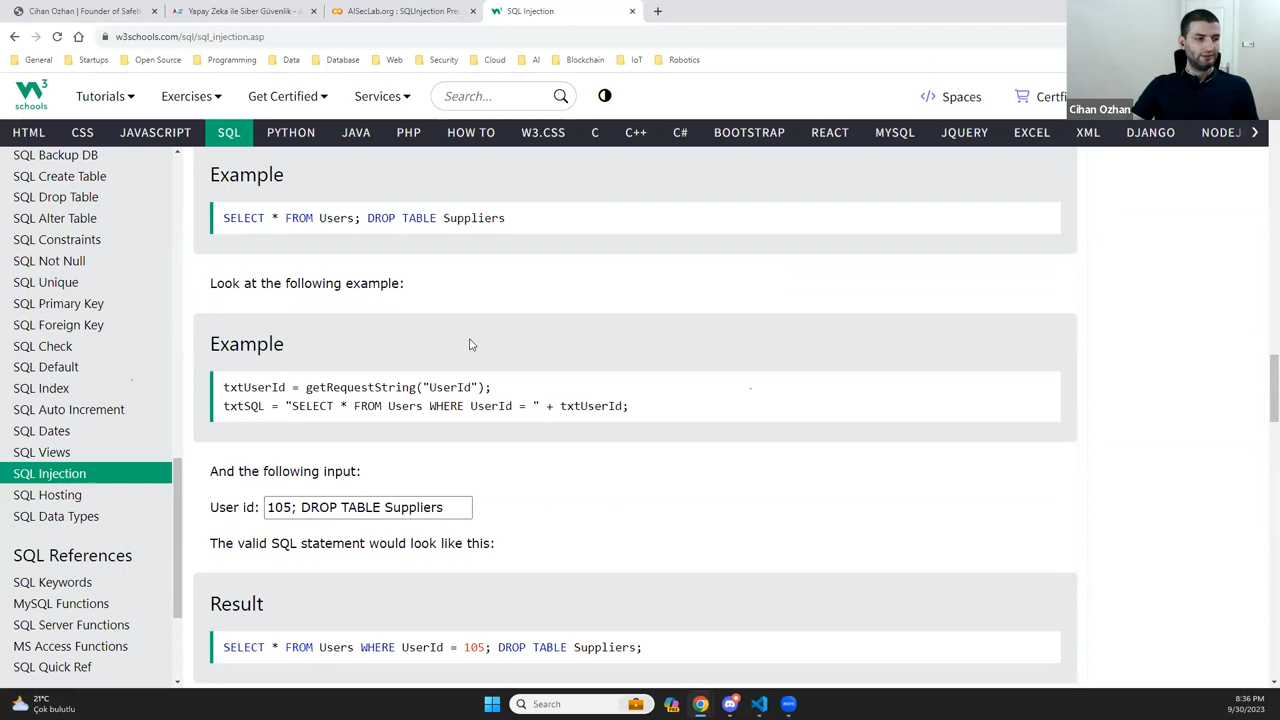 Cihan Ozhan | Founder of Safeb
Yapay Zeka ile Siber Güvenlik - A
AISecLab.org : SQLInjection Pre
SQL Injection
w3schools.com/sql/sql_injection.asp
General Startups Open Source Programming Data Database Web Security Cloud AI Blockchain IoT Robotics
W3 schools
Tutorials Exercises Get Certified Services Search... Spaces Certif
Cihan Ozhan
HTML CSS JAVASCRIPT SQL PYTHON JAVA PHP HOW TO W3.CSS C C++ C# BOOTSTRAP REACT MYSQL JQUERY EXCEL XML DJANGO NODEJ
SQL Backup DB
SQL Create Table
SQL Drop Table
SQL Alter Table
SQL Constraints
SQL Not Null
SQL Unique
SQL Primary Key
SQL Foreign Key
SQL Check
SQL Default
SQL Index
SQL Auto Increment
SQL Dates
SQL Views
SQL Injection
SQL Hosting
SQL Data Types
SQL References
SQL Keywords
MySQL Functions
SQL Server Functions
MS Access Functions
SQL Quick Ref
Example
SELECT * FROM Users; DROP TABLE Suppliers
Look at the following example:
Example
txtUserId = getRequestString("UserId");
txtSQL = "SELECT * FROM Users WHERE UserId = " + txtUserId;
And the following input:
User id: 105; DROP TABLE Suppliers
The valid SQL statement would look like this:
Result
SELECT * FROM Users WHERE UserId = 105; DROP TABLE Suppliers;
21°C
Çok bulutlu
Search
8:36 PM
9/30/2023